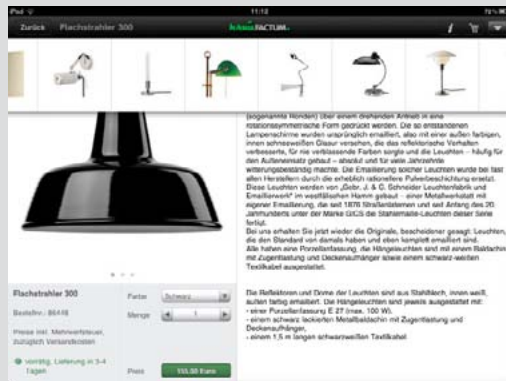 iPad
11:12
72 %
Zurück
Flachstrahler 300
FACTUM
(sogenannte Ronden) über einem drehenden Antrieb in eine
rotationssymmetrische Form gedrückt werden. Die so entstandenen
Lampenschirme wurden ursprünglich emailliert, also mit einer außen farbigen,
innen schneeweißen Glasur versehen, die das reflektorische Verhalten
verbesserte, für nie verblassende Farben sorgte und die Leuchten – häufig für
den Außeneinsatz gebaut – absolut und für viele Jahrzehnte
witterungsbeständig machte. Die Emaillierung solcher Leuchten wurde bei fast
allen Herstellern durch die erheblich rationellere Pulverbeschichtung ersetzt.
Diese Leuchten werden von „Gebr. J. & C. Schneider Leuchtenfabrik und
Emaillierwerk" im westfälischen Hamm gebaut – einer Metallwerkstatt mit
eigener Emaillierung, die seit 1876 Straßenlaternen und seit Anfang des 20.
Jahrhunderts unter der Marke GICS die Stahlemaille-Leuchten dieser Serie
fertigt.
Bei uns erhalten Sie jetzt wieder die Originale, bescheidener gesagt: Leuchten,
die den Standard von damals haben und eben komplett emailliert sind.
Alle haben eine Porzellanfassung, die Hängeleuchten sind mit einem Baldachin
mit Zugentlastung und Deckenaufhänger sowie einem schwarz-weißen
Textilkabel ausgestattet.
Die Reflektoren und Dome der Leuchten sind aus Stahlblech, innen weiß,
außen farbig emailliert. Die Hängeleuchten sind jeweils ausgestattet mit:
- einer Porzellanfassung E 27 (max. 100 W).
- einem schwarz lackierten Metallbaldachin mit Zugentlastung und
Deckenaufhänger,
- einem 1,5 m langen schwarzweißen Textilkabel
Flachstrahler 300
Bestellnr.: 86448
Preise inkl. Mehrwertsteuer,
zuzüglich Versandkosten
vorrätig, Lieferung in 3-4
Tagen
Farbe
Schwarz
Menge
1
Preis
Euro